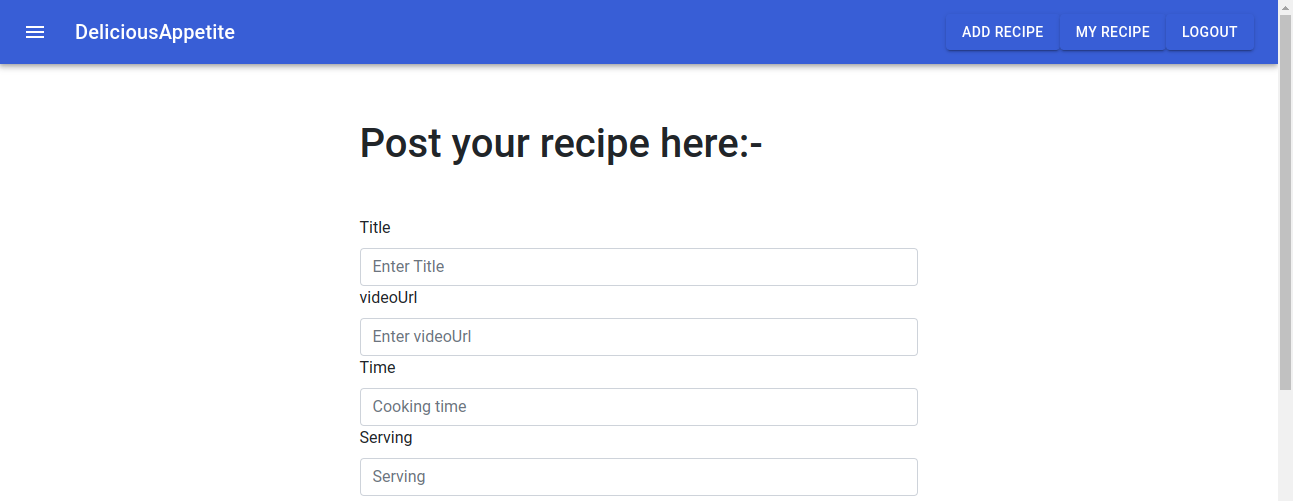 DeliciousAppetite ADD RECIPE MY RECIPE LOGOUT
Post your recipe here:-
Title
Enter Title
videoUrl
Enter videoUrl
Time
Cooking time
Serving
Serving